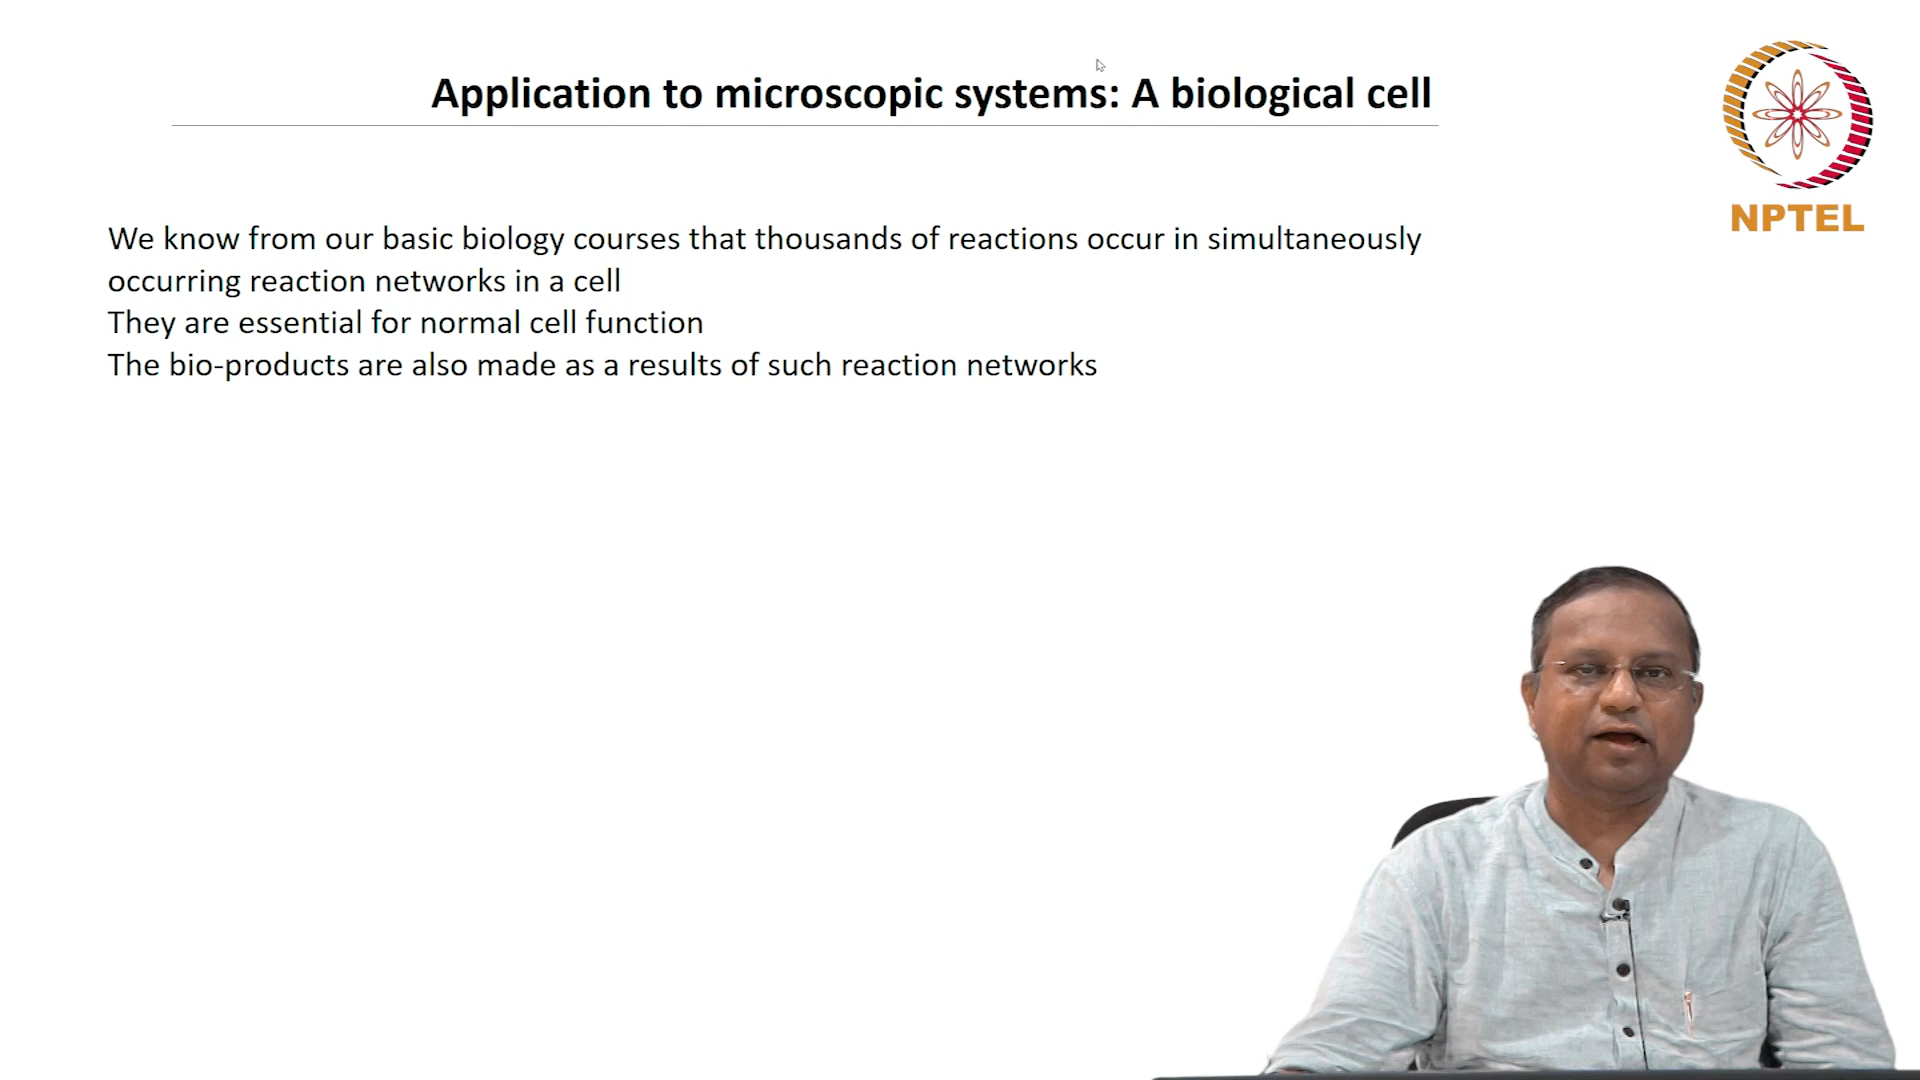 Application to microscopic systems: A biological cell
NPTEL
We know from our basic biology courses that thousands of reactions occur in simultaneously
occurring reaction networks in a cell
They are essential for normal cell function
The bio-products are also made as a results of such reaction networks